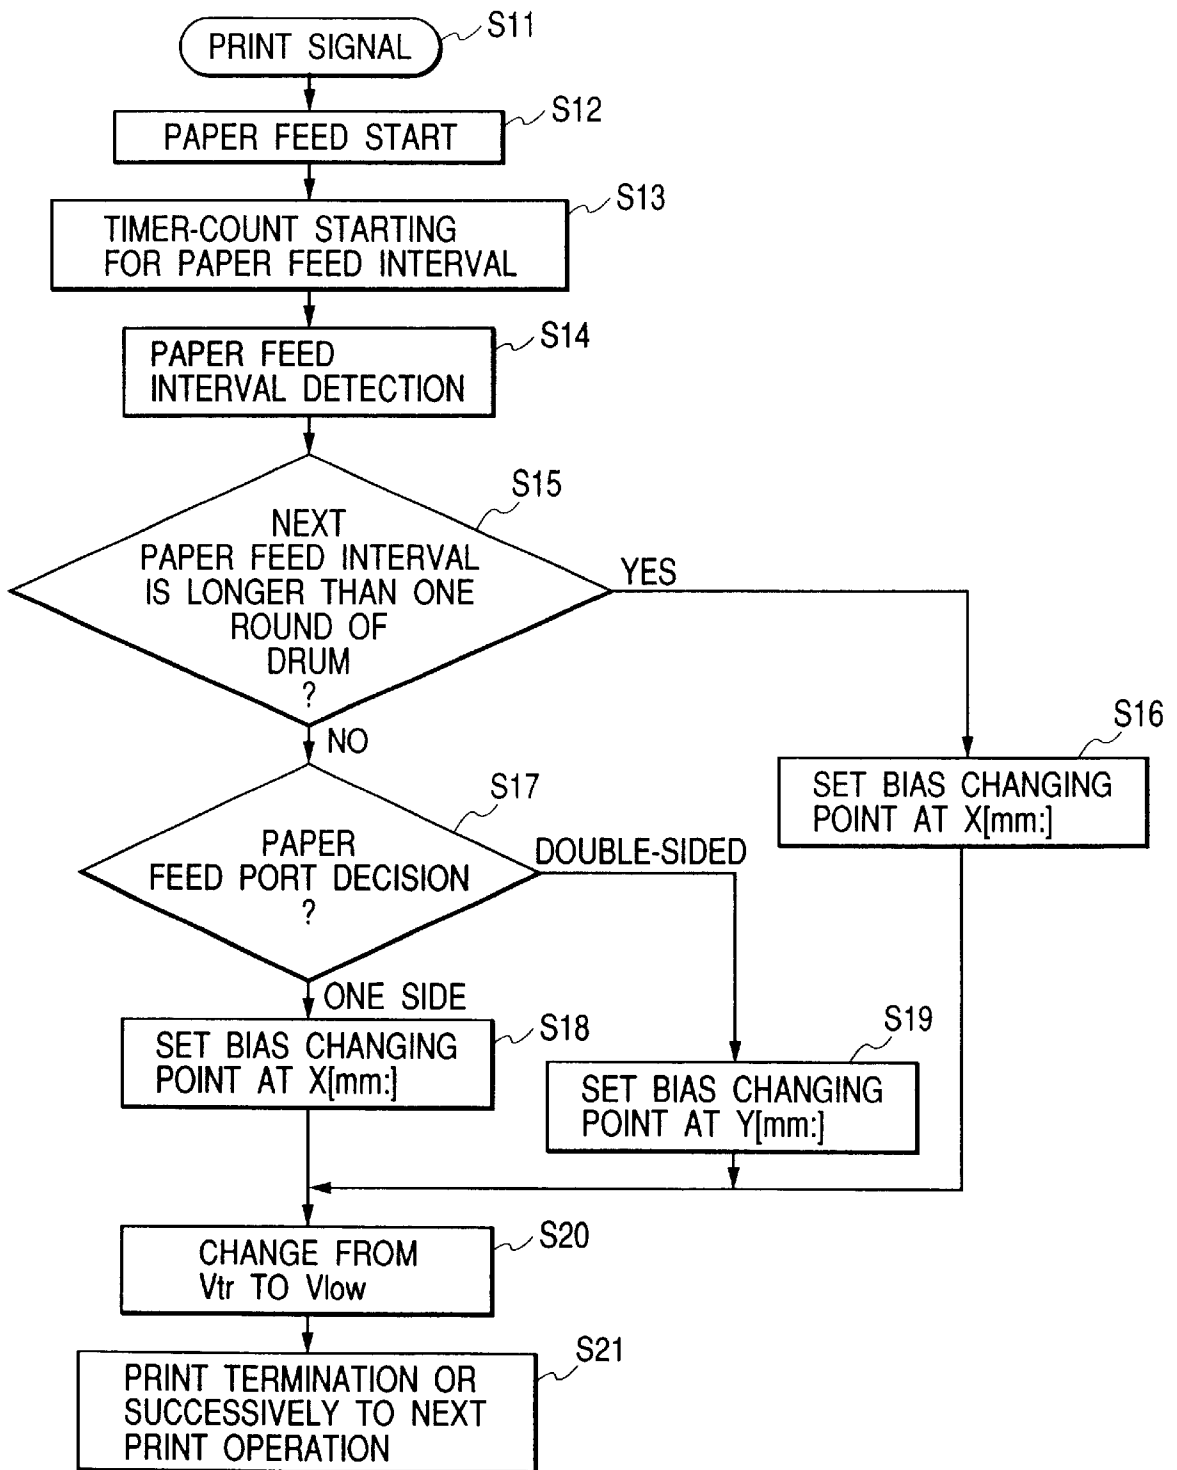 PRINT SIGNAL
S11
PAPER FEED START
S12
TIMER-COUNT STARTING
FOR PAPER FEED INTERVAL
S13
PAPER FEED
INTERVAL DETECTION
S14
NEXT
PAPER FEED INTERVAL
IS LONGER THAN ONE
ROUND OF
DRUM
?
S15
YES
NO
SET BIAS CHANGING
POINT AT X[mm:]
S16
PAPER
FEED PORT DECISION
?
S17
DOUBLE-SIDED
ONE SIDE
SET BIAS CHANGING
POINT AT X[mm:]
S18
SET BIAS CHANGING
POINT AT Y[mm:]
S19
CHANGE FROM
Vtr TO Vlow
S20
PRINT TERMINATION OR
SUCCESSIVELY TO NEXT
PRINT OPERATION
S21